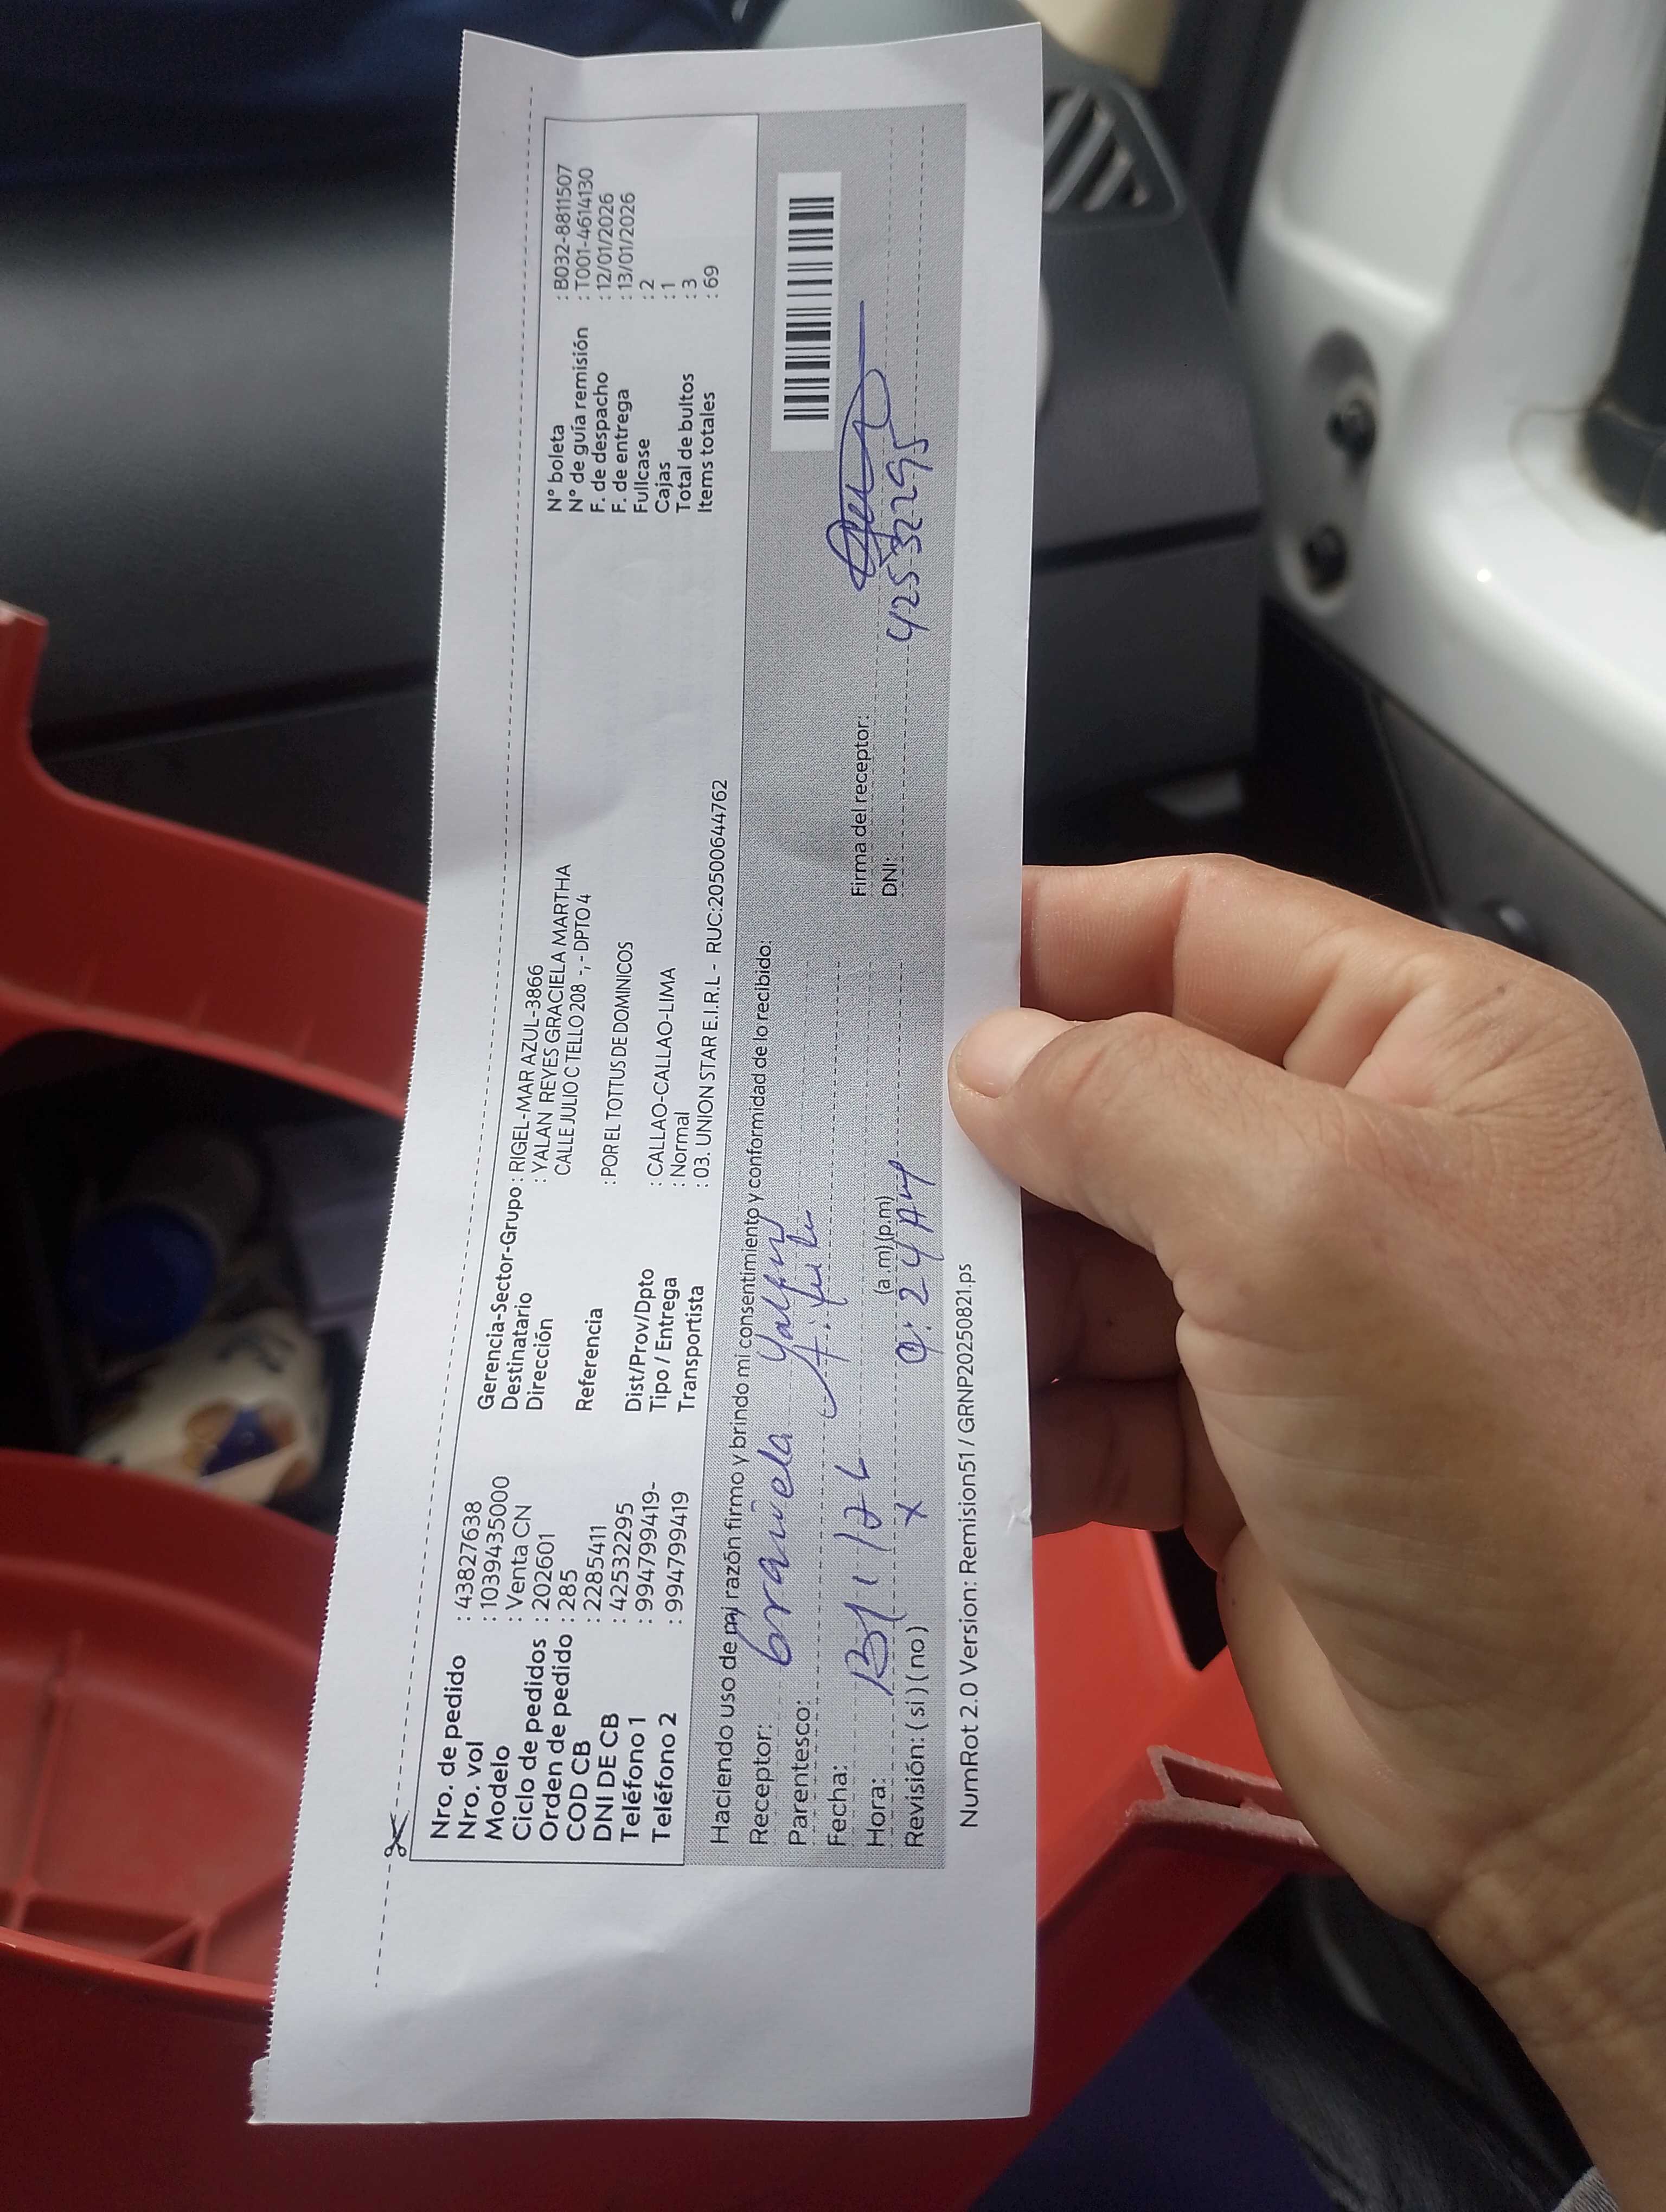 Nro. de pedido : 43827638
Nro. vol : 1039435000
Modelo : Venta CN
Ciclo de pedidos : 202601
Orden de pedido : 285
COD CB : 2285411
DNI DE CB : 42532295
Teléfono 1 : 994799419-
Teléfono 2 : 994799419
Gerencia-Sector-Grupo : RIGEL-MAR AZUL-3866
Destinatario : YALAN REYES GRACIELA MARTHA
Dirección CALLE JULIO C TELLO 208 -, - DPTO 4
Referencia : POR EL TOTTUS DE DOMINICOS
Dist/Prov/Dpto : CALLAO-CALLAO-LIMA
Tipo / Entrega : Normal
Transportista : 03. UNION STAR E.I.R.L - RUC:20500644762
N° boleta : B032-8811507
N° de guía remisión : T001-4614130
F. de despacho : 12/01/2026
F. de entrega : 13/01/2026
Fullcase : 2
Cajas : 1
Total de bultos : 3
Items totales : 69
Haciendo uso de mi razón firmo y brindo mi consentimiento y conformidad de lo recibido:
Receptor: Graciela Yalan
Parentesco:
Fecha: 13/1/26
Hora: (a.m)(p.m)
Revisión: (si)(no) X 9:24 AM
Firma del receptor:
DNI: 42532295
NumRot 2.0 Version: Remision51 / GRNP20250821.ps